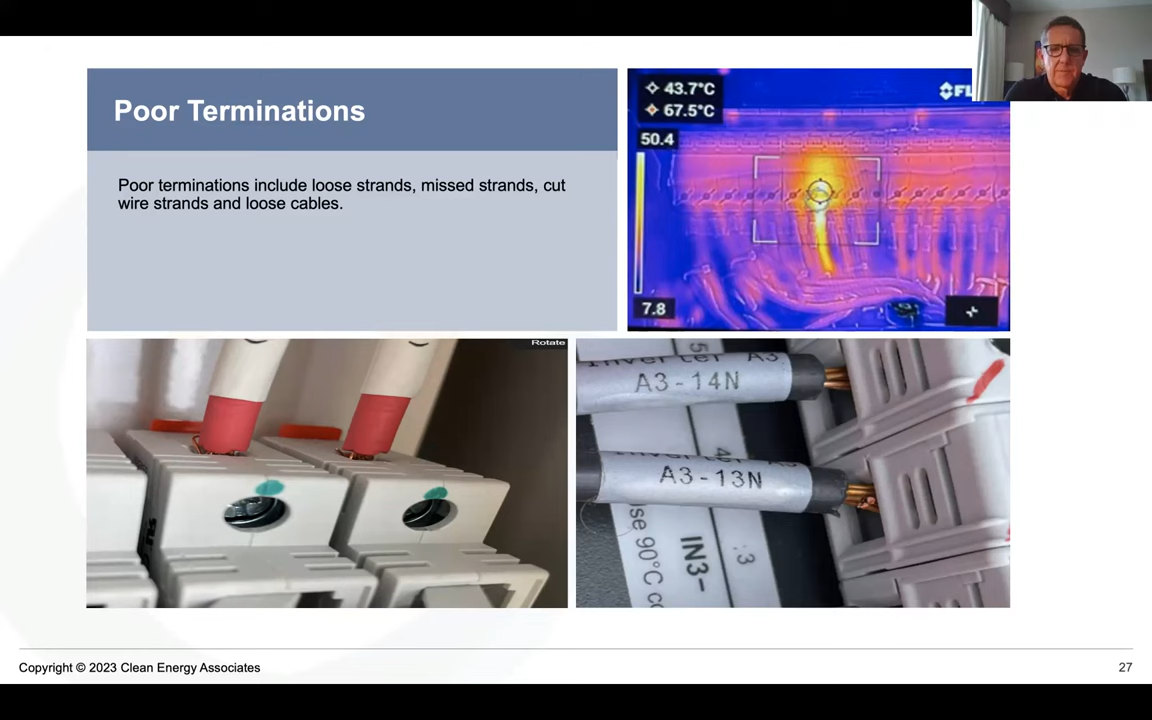 Poor Terminations
Poor terminations include loose strands, missed strands, cut
wire strands and loose cables.
43.7°C
67.5°C
50.4
7.8
Rotate
A3-14N
A3-13N
IN3-
:3
se 90°C
Copyright © 2023 Clean Energy Associates
27